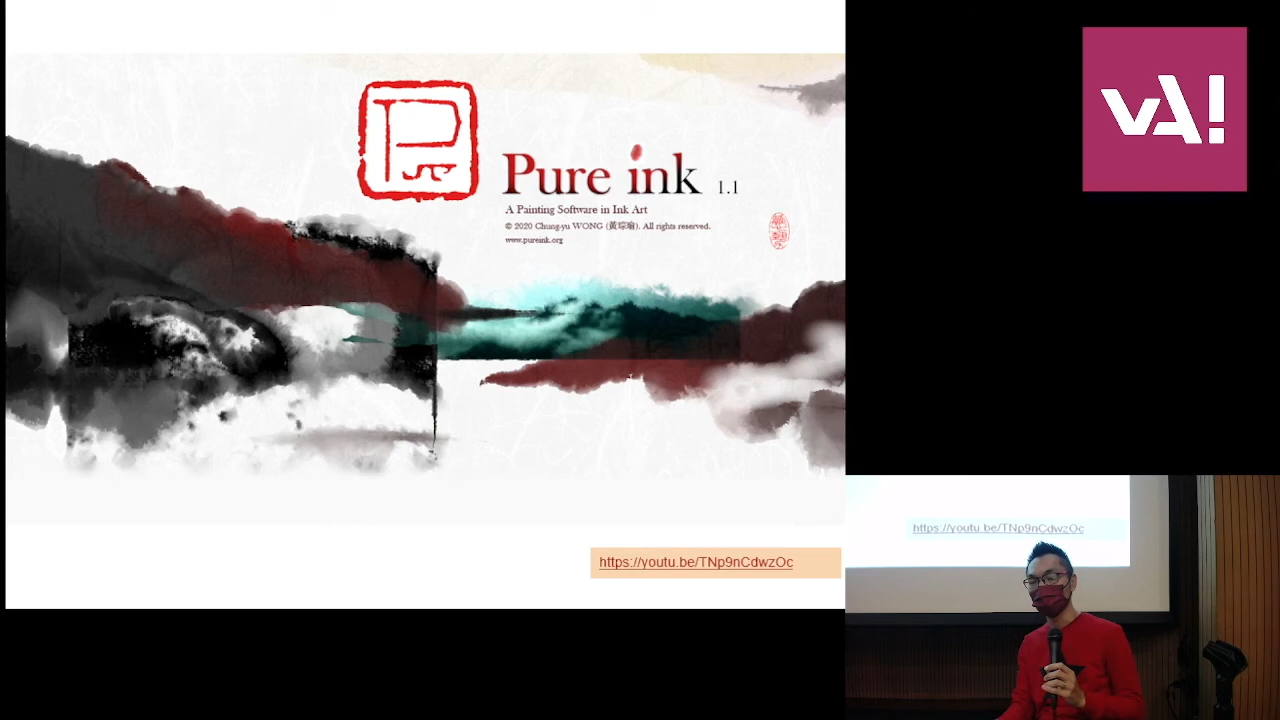 Pure ink 1.1
A Painting Software in Ink Art
© 2020 Chung-yu WONG (黃琮瑜). All rights reserved.
www.pureink.org
https://youtu.be/TNp9nCdwzOc
vA!
https://youtu.be/TNp9nCdwzOc